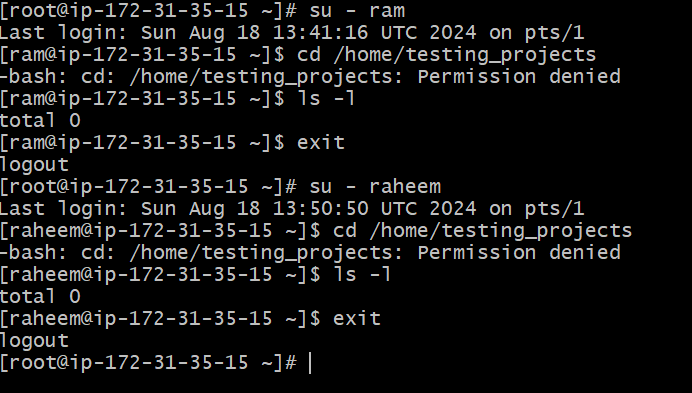 [root@ip-172-31-35-15 ~]# su - ram
Last login: Sun Aug 18 13:41:16 UTC 2024 on pts/1
[ram@ip-172-31-35-15 ~]$ cd /home/testing_projects
-bash: cd: /home/testing_projects: Permission denied
[ram@ip-172-31-35-15 ~]$ ls -l
total 0
[ram@ip-172-31-35-15 ~]$ exit
logout
[root@ip-172-31-35-15 ~]# su - raheem
Last login: Sun Aug 18 13:50:50 UTC 2024 on pts/1
[raheem@ip-172-31-35-15 ~]$ cd /home/testing_projects
-bash: cd: /home/testing_projects: Permission denied
[raheem@ip-172-31-35-15 ~]$ ls -l
total 0
[raheem@ip-172-31-35-15 ~]$ exit
logout
[root@ip-172-31-35-15 ~]#